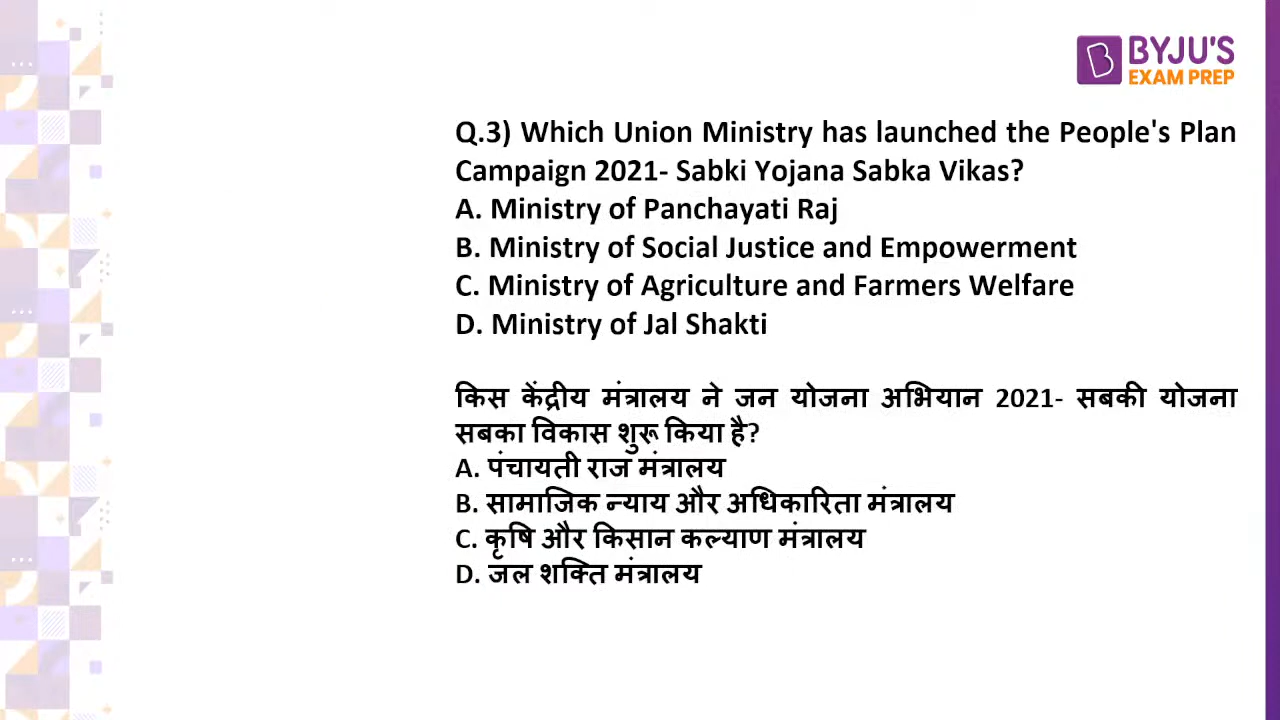 BYJU'S
EXAM PREP
Q.3) Which Union Ministry has launched the People's Plan
Campaign 2021- Sabki Yojana Sabka Vikas?
A. Ministry of Panchayati Raj
B. Ministry of Social Justice and Empowerment
C. Ministry of Agriculture and Farmers Welfare
D. Ministry of Jal Shakti
किस केंद्रीय मंत्रालय ने जन योजना अभियान 2021- सबकी योजना
सबका विकास शुरू किया है?
A. पंचायती राज मंत्रालय
B. सामाजिक न्याय और अधिकारिता मंत्रालय
C. कृषि और किसान कल्याण मंत्रालय
D. जल शक्ति मंत्रालय